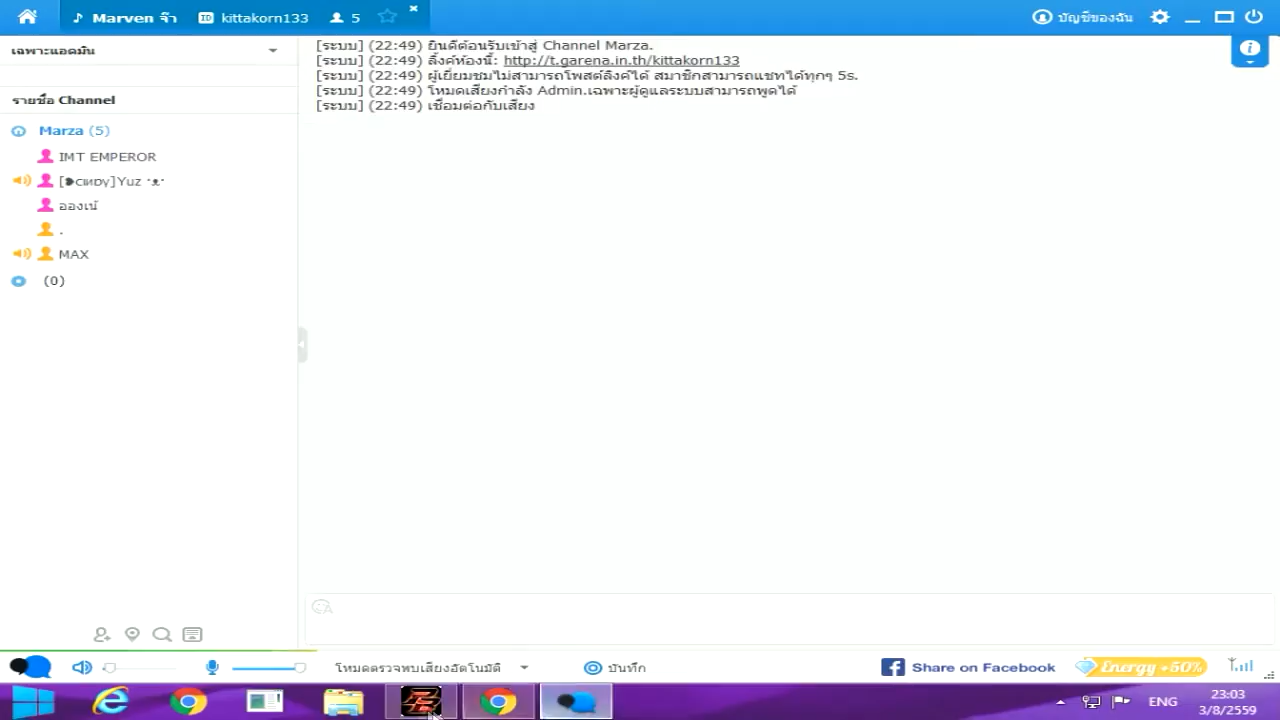 ♪ Marven จ๊า ID kittakorn133 5
บัญชีของฉัน
เฉพาะแอดมิน
รายชื่อ Channel
Marza (5)
IMT EMPEROR
[❥cιиɒγ]Yuz ･ᴥ･
อองเน้
.
MAX
(0)
[ระบบ] (22:49) ยินดีต้อนรับเข้าสู่ Channel Marza.
[ระบบ] (22:49) ลิ้งค์ห้องนี้: http://t.garena.in.th/kittakorn133
[ระบบ] (22:49) ผู้เยี่ยมชมไม่สามารถโพสต์ลิงค์ได้ สมาชิกสามารถแชทได้ทุกๆ 5s.
[ระบบ] (22:49) โหมดเสียงกำลัง Admin.เฉพาะผู้ดูแลระบบสามารถพูดได้
[ระบบ] (22:49) เชื่อมต่อกับเสียง
โหมดตรวจพบเสียงอัตโนมัติ
บันทึก
Share on Facebook
Energy +50%
ENG
23:03
3/8/2559